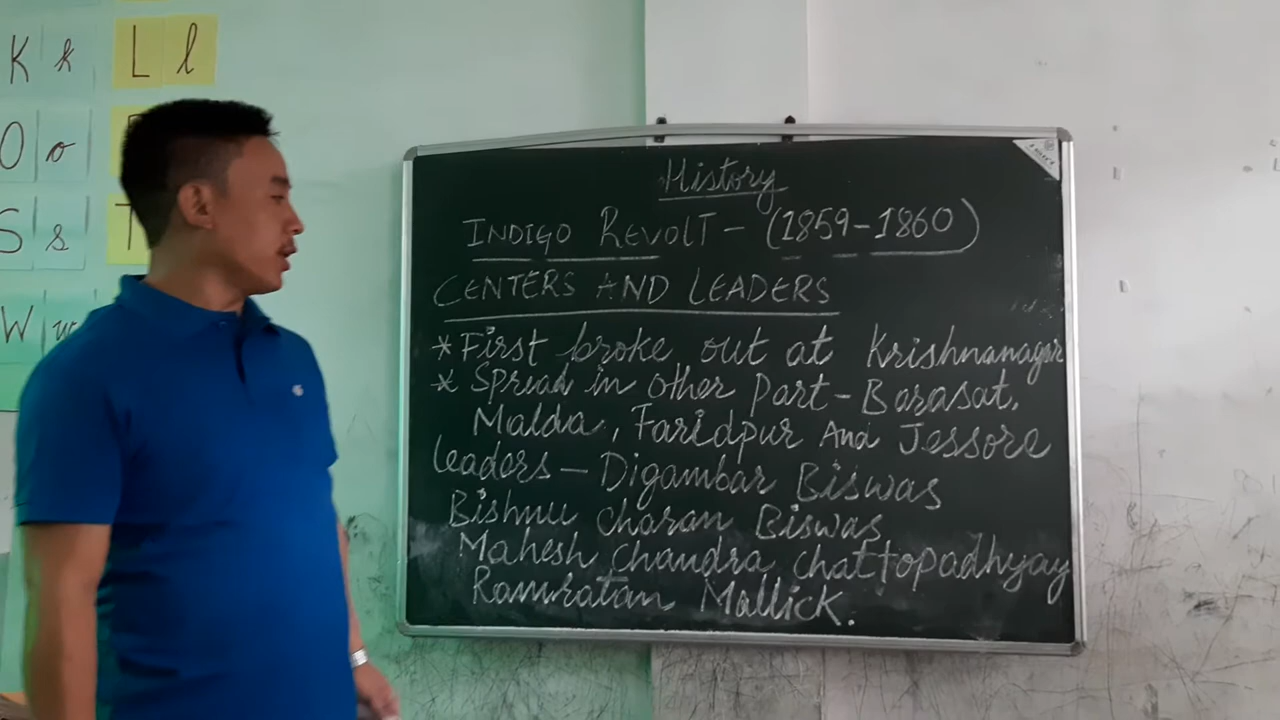 K k L l
O o
S s T
W w
History
INDIGO REVOLT - (1859-1860)
CENTERS AND LEADERS
* First broke out at Krishnanagar
* Spread in other Part - Barasat,
Malda, Faridpur And Jessore
leaders - Digambar Biswas
Bishnu charan Biswas
Mahesh Chandra Chattopadhyay
Ramratan Mallick.